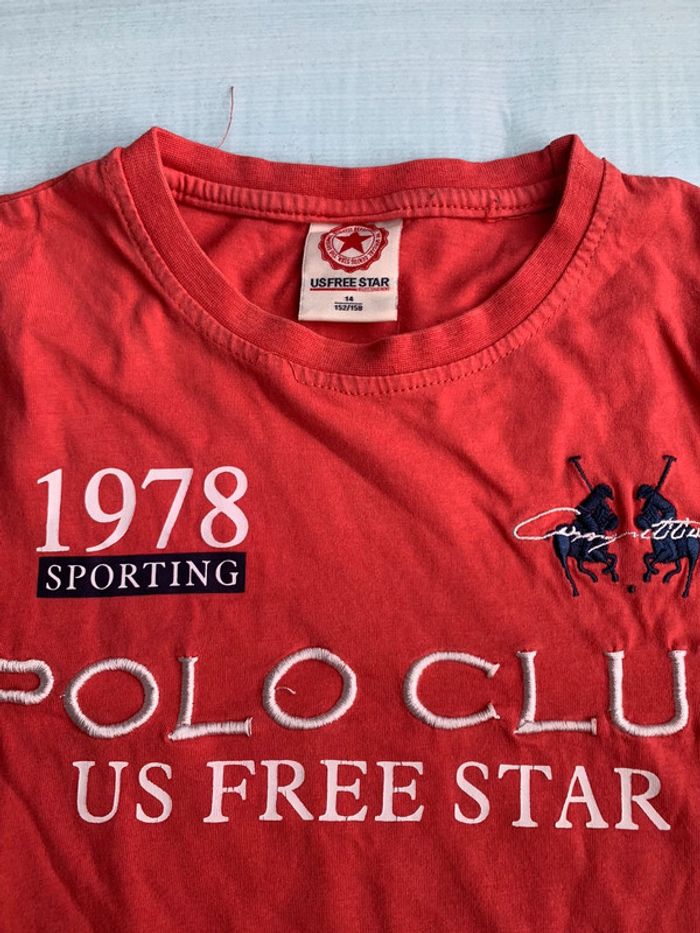 USFREE STAR
14
152/158
1978
SPORTING
POLO CLU
US FREE STAR